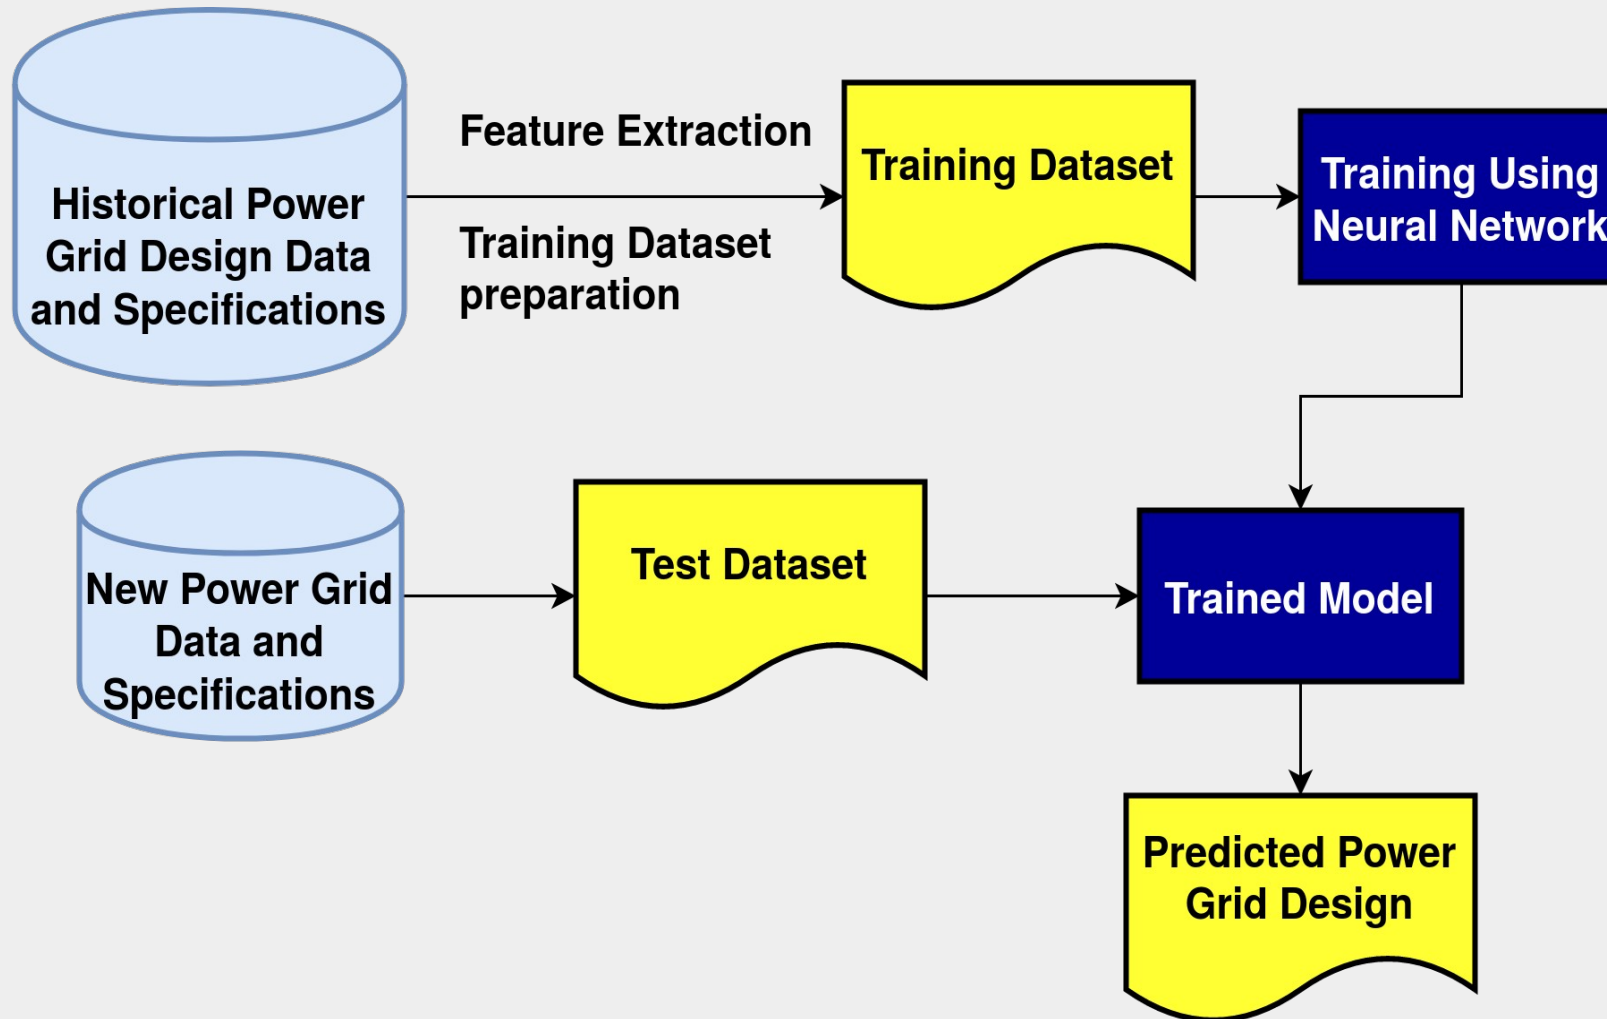 Historical Power
Grid Design Data
and Specifications
Feature Extraction
Training Dataset
preparation
Training Dataset
Training Using
Neural Network
New Power Grid
Data and
Specifications
Test Dataset
Trained Model
Predicted Power
Grid Design